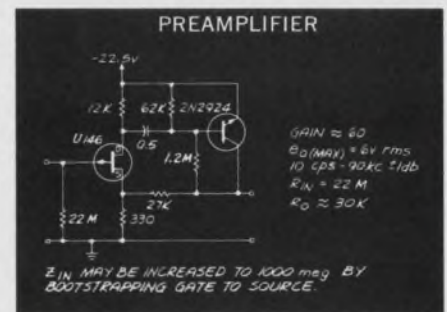 PREAMPLIFIER
-22.5v
12K
62K
2N2924
U146
0.5
1.2M
27K
22M
330
GAIN ≈ 60
eo(MAX) = 6v rms
10 cps - 90kc ±1db
RIN = 22 M
RO ≈ 30K
ZIN MAY BE INCREASED TO 1000 meg BY
BOOTSTRAPPING GATE TO SOURCE.